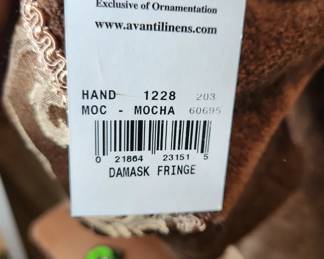 Exclusive of Ornamentation
www.avantilinens.com
HAND 1228 203
MOC - MOCHA 60695
0 21864 23151 5
DAMASK FRINGE